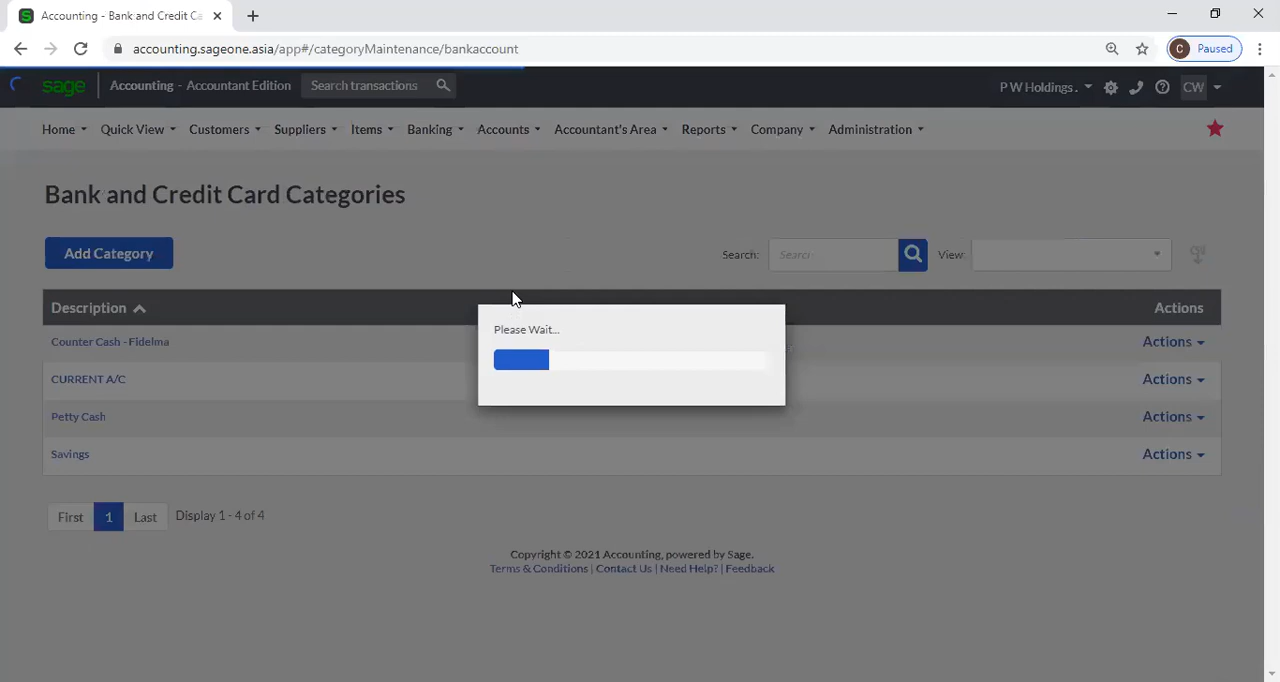 Accounting - Bank and Credit Ca
accounting.sageone.asia/app#/categoryMaintenance/bankaccount
C Paused
sage Accounting - Accountant Edition Search transactions P W Holdings . CW
Home Quick View Customers Suppliers Items Banking Accounts Accountant's Area Reports Company Administration
Bank and Credit Card Categories
Add Category Search: Search View:
Description Actions
Counter Cash - Fidelma Actions
CURRENT A/C Actions
Petty Cash Actions
Savings Actions
Please Wait...
First 1 Last Display 1 - 4 of 4
Copyright © 2021 Accounting, powered by Sage.
Terms & Conditions | Contact Us | Need Help? | Feedback